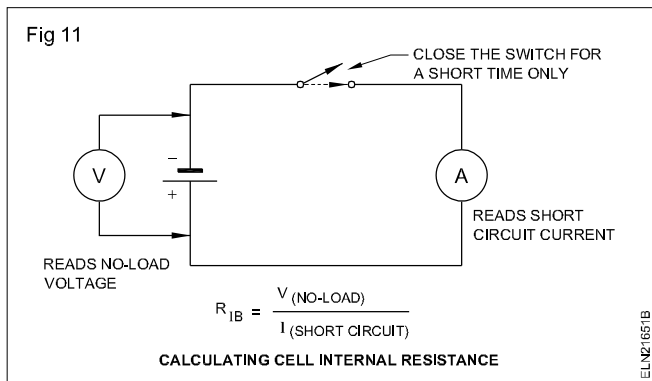 Fig 11
CLOSE THE SWITCH FOR
A SHORT TIME ONLY
V
–
+
A
READS SHORT
CIRCUIT CURRENT
READS NO-LOAD
VOLTAGE
R IB = V (NO-LOAD)
I (SHORT CIRCUIT)
CALCULATING CELL INTERNAL RESISTANCE
ELN21651B